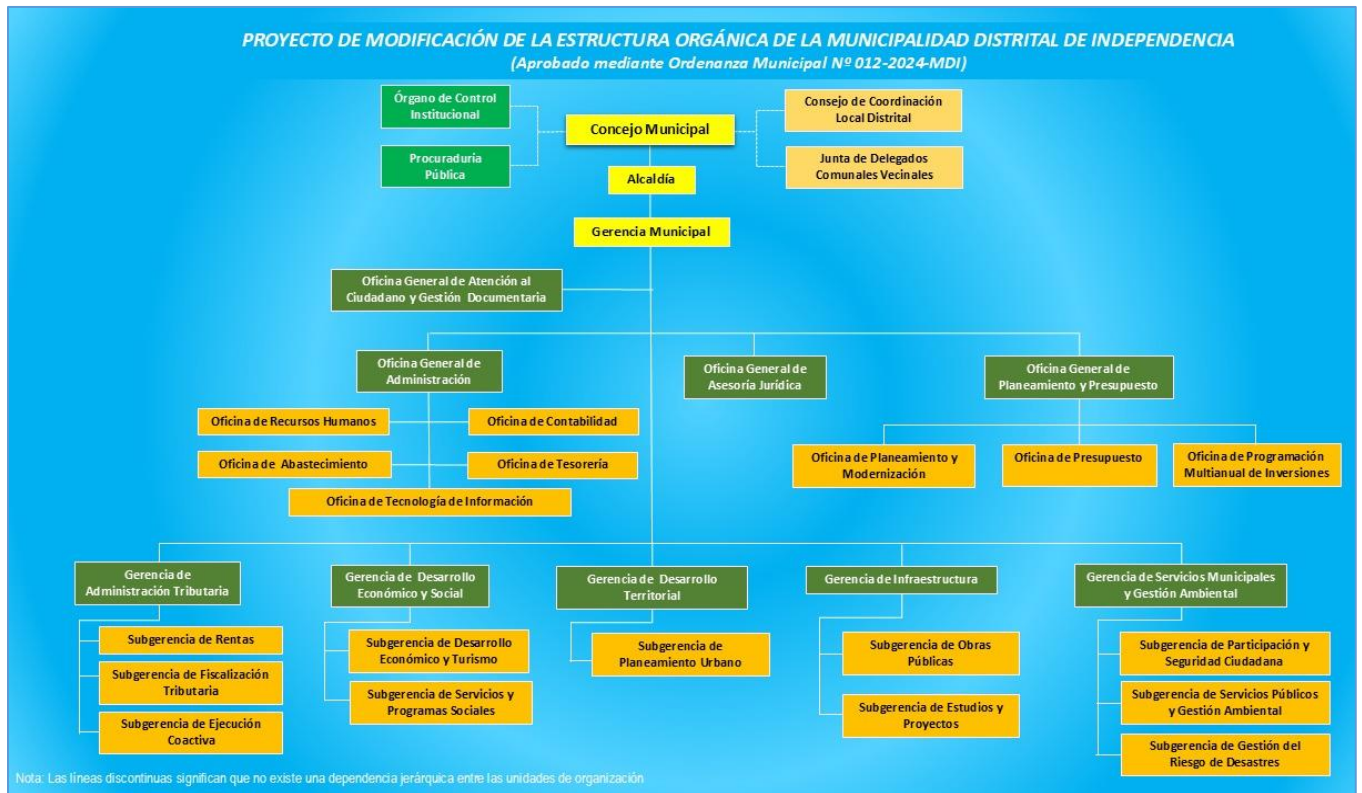 PROYECTO DE MODIFICACIÓN DE LA ESTRUCTURA ORGÁNICA DE LA MUNICIPALIDAD DISTRITAL DE INDEPENDENCIA
(Aprobado mediante Ordenanza Municipal Nº 012-2024-MDI)
Órgano de Control
Institucional
Concejo Municipal
Consejo de Coordinación
Local Distrital
Procuraduria
Pública
Junta de Delegados
Comunales Vecinales
Alcaldía
Gerencia Municipal
Oficina General de Atención al
Ciudadano y Gestión Documentaria
Oficina General de
Administración
Oficina General de
Asesoría Jurídica
Oficina General de
Planeamiento y Presupuesto
Oficina de Recursos Humanos
Oficina de Contabilidad
Oficina de Abastecimiento
Oficina de Tesorería
Oficina de Tecnología de Información
Oficina de Planeamiento y
Modernización
Oficina de Presupuesto
Oficina de Programación
Multianual de Inversiones
Gerencia de
Administración Tributaria
Gerencia de Desarrollo
Económico y Social
Gerencia de Desarrollo
Territorial
Gerencia de Infraestructura
Gerencia de Servicios Municipales
y Gestión Ambiental
Subgerencia de Rentas
Subgerencia de Fiscalización
Tributaria
Subgerencia de Ejecución
Coactiva
Subgerencia de Desarrollo
Económico y Turismo
Subgerencia de Servicios y
Programas Sociales
Subgerencia de
Planeamiento Urbano
Subgerencia de Obras
Públicas
Subgerencia de Estudios y
Proyectos
Subgerencia de Participación y
Seguridad Ciudadana
Subgerencia de Servicios Públicos
y Gestión Ambiental
Subgerencia de Gestión del
Riesgo de Desastres
Nota: Las líneas discontinuas significan que no existe una dependencia jerárquica entre las unidades de organización